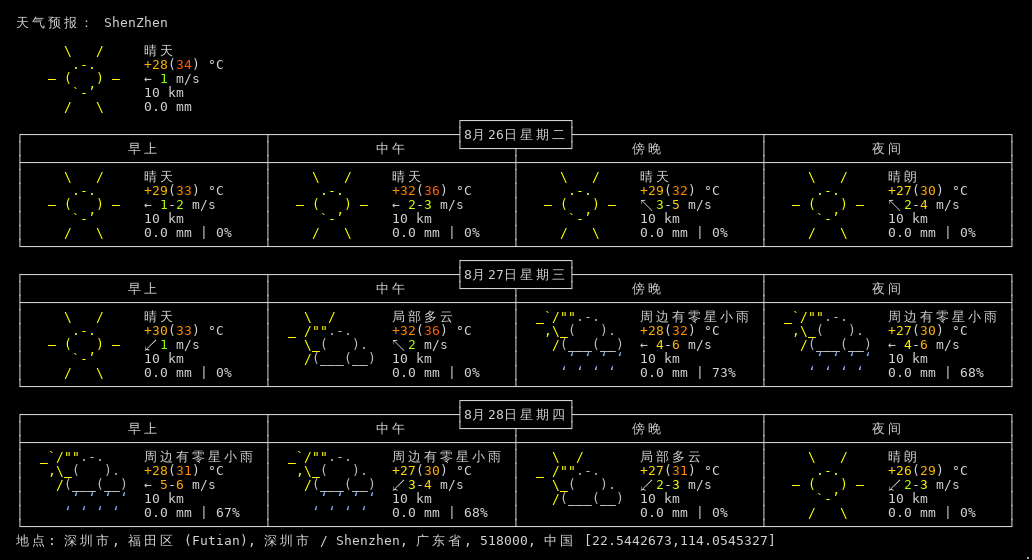 天气预报： ShenZhen
晴天
+28(34) °C
← 1 m/s
10 km
0.0 mm
8月26日星期二
早上 中午 傍晚 夜间
晴天 晴天 晴天 晴朗
+29(33) °C +32(36) °C +29(32) °C +27(30) °C
← 1-2 m/s ← 2-3 m/s ↖ 3-5 m/s ↖ 2-4 m/s
10 km 10 km 10 km 10 km
0.0 mm | 0% 0.0 mm | 0% 0.0 mm | 0% 0.0 mm | 0%
8月27日星期三
早上 中午 傍晚 夜间
晴天 局部多云 周边有零星小雨 周边有零星小雨
+30(33) °C +32(36) °C +28(32) °C +27(30) °C
↙ 1 m/s ↖ 2 m/s ← 4-6 m/s ← 4-6 m/s
10 km 10 km 10 km 10 km
0.0 mm | 0% 0.0 mm | 0% 0.0 mm | 73% 0.0 mm | 68%
8月28日星期四
早上 中午 傍晚 夜间
周边有零星小雨 周边有零星小雨 局部多云 晴朗
+28(31) °C +27(30) °C +27(31) °C +26(29) °C
← 5-6 m/s ↙ 3-4 m/s ↙ 2-3 m/s ↙ 2-3 m/s
10 km 10 km 10 km 10 km
0.0 mm | 67% 0.0 mm | 68% 0.0 mm | 0% 0.0 mm | 0%
地点: 深圳市, 福田区 (Futian), 深圳市 / Shenzhen, 广东省, 518000, 中国 [22.5442673,114.0545327]